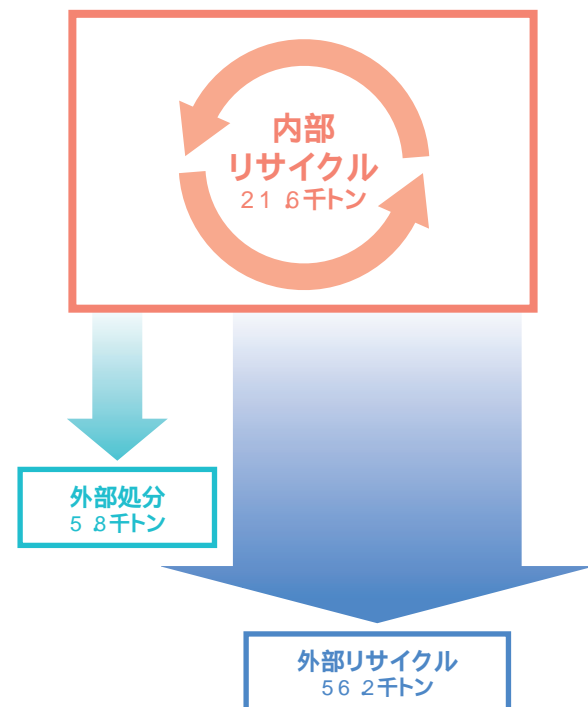 内部
リサイクル
21.6千トン
外部処分
5.8千トン
外部リサイクル
56.2千トン